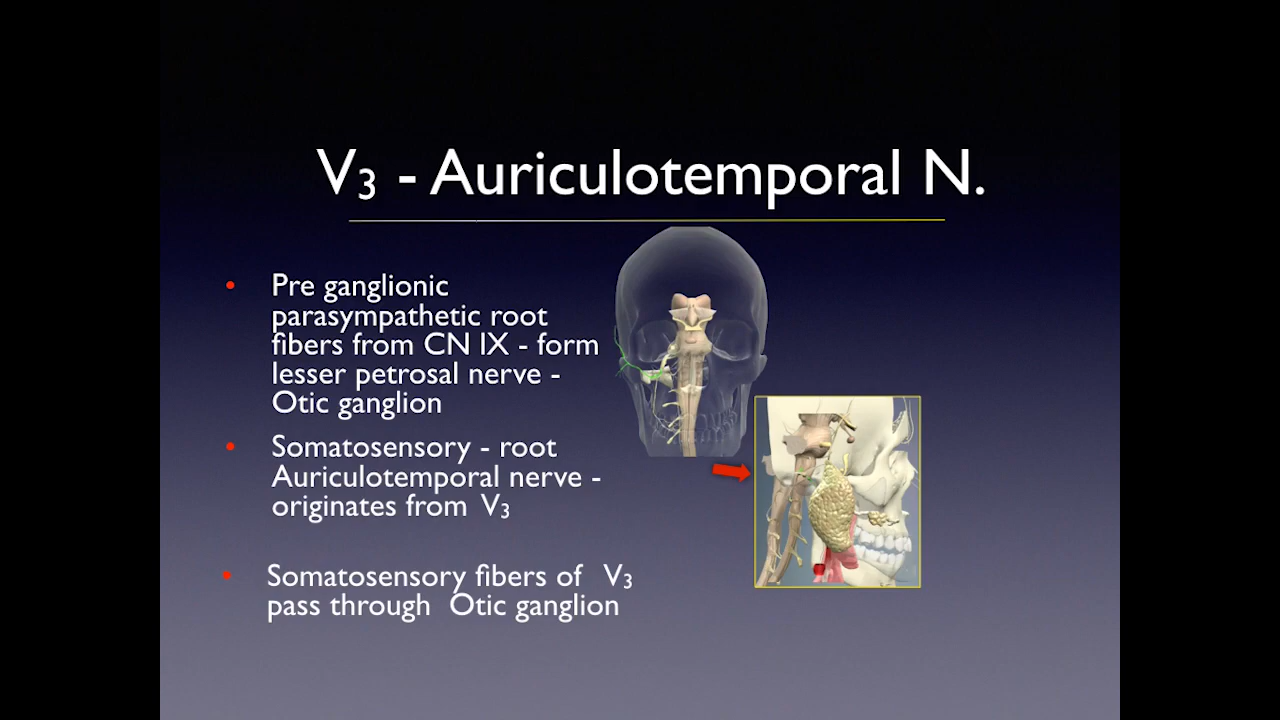 V₃ - Auriculotemporal N.
• Pre ganglionic
parasympathetic root
fibers from CN IX - form
lesser petrosal nerve -
Otic ganglion
• Somatosensory - root
Auriculotemporal nerve -
originates from V₃
• Somatosensory fibers of V₃
pass through Otic ganglion